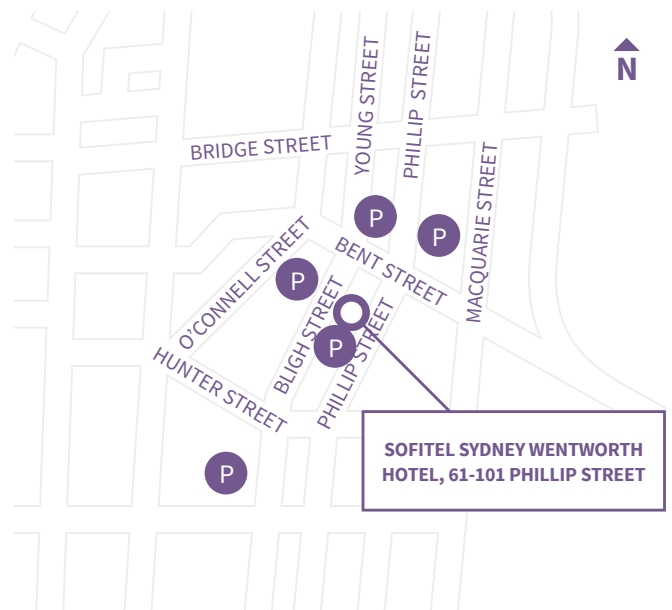 YOUNG STREET
PHILLIP STREET
N
BRIDGE STREET
MACQUARIE STREET
P
P
BENT STREET
O'CONNELL STREET
P
BLIGH STREET
P
PHILLIP STREET
HUNTER STREET
P
SOFITEL SYDNEY WENTWORTH
HOTEL, 61-101 PHILLIP STREET